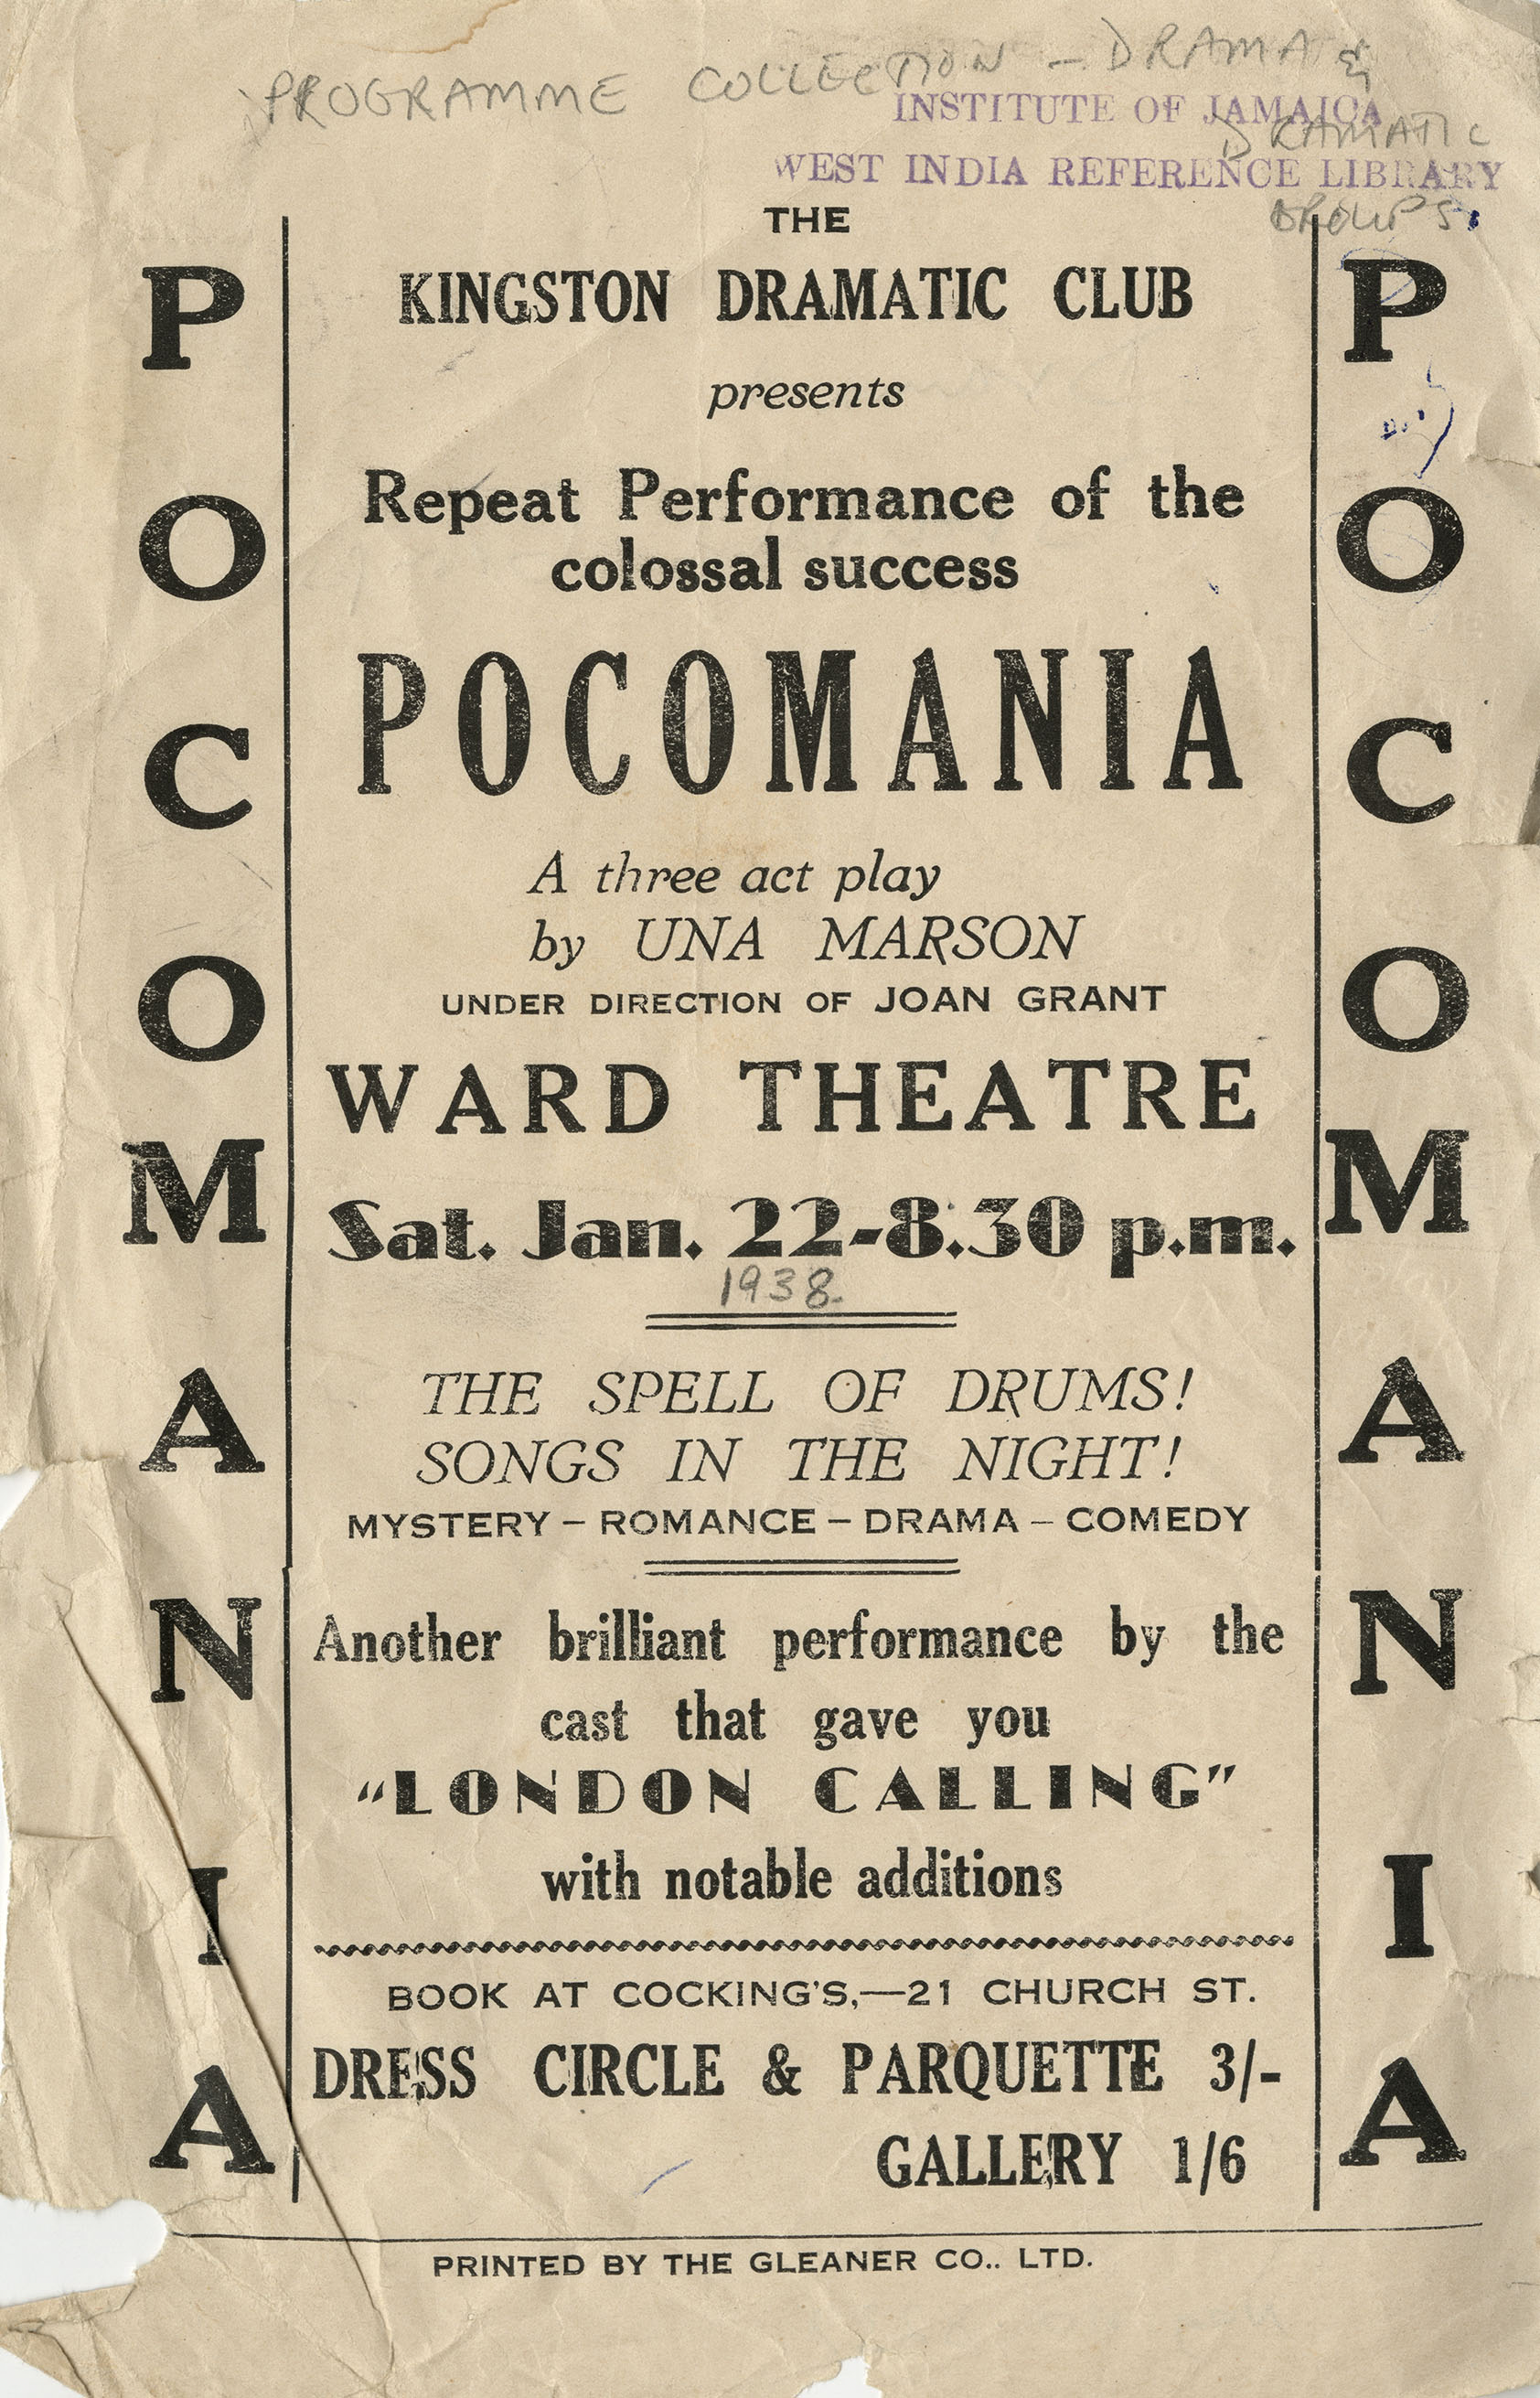 PROGRAMME COLLECTION - DRAMA &
INSTITUTE OF JAMAICA
DRAMATIC
WEST INDIA REFERENCE LIBRARY
GROUPS.
THE
KINGSTON DRAMATIC CLUB
presents
Repeat Performance of the
colossal success
POCOMANIA
A three act play
by UNA MARSON
UNDER DIRECTION OF JOAN GRANT
WARD THEATRE
Sat. Jan. 22-8.30 p.m.
1938.
THE SPELL OF DRUMS!
SONGS IN THE NIGHT!
MYSTERY - ROMANCE - DRAMA - COMEDY
Another brilliant performance by the
cast that gave you
"LONDON CALLING"
with notable additions
BOOK AT COCKING'S,—21 CHURCH ST.
DRESS CIRCLE & PARQUETTE 3/-
GALLERY 1/6
POCOMANIA
POCOMANIA
PRINTED BY THE GLEANER CO.. LTD.